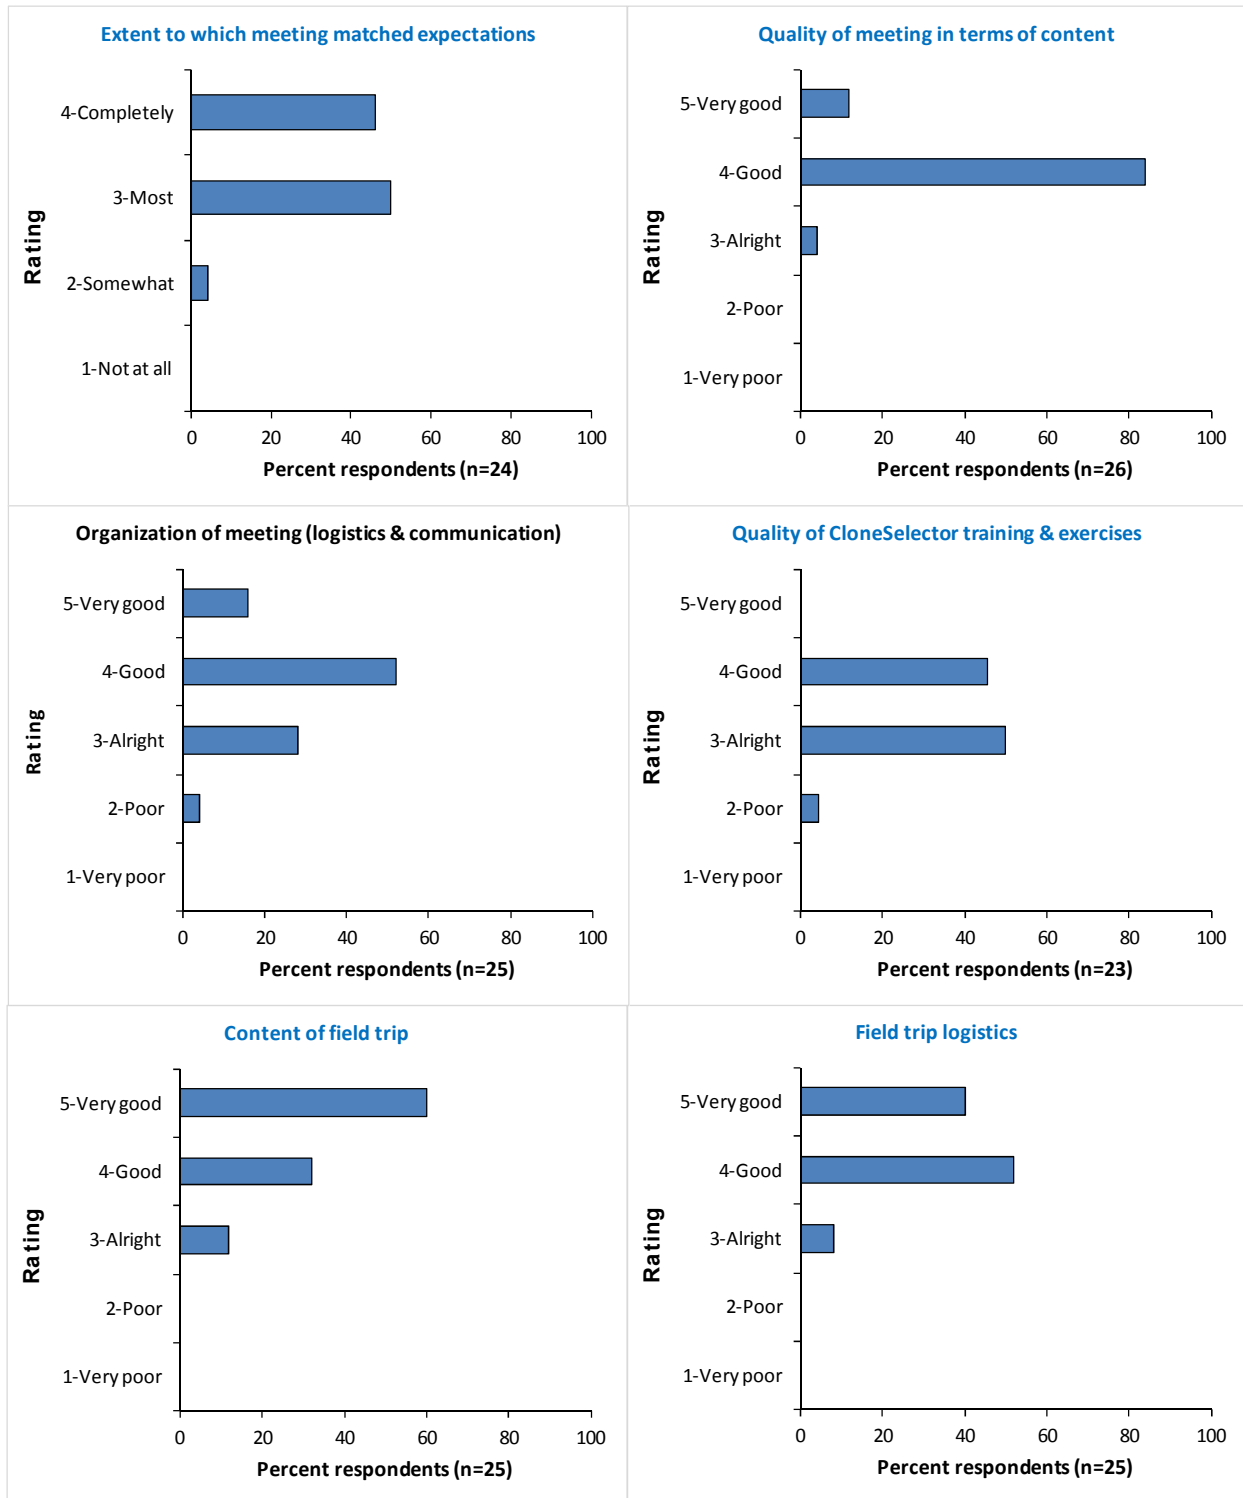 Extent to which meeting matched expectations
4-Completely
3-Most
2-Somewhat
1-Not at all
Rating
0 20 40 60 80 100
Percent respondents (n=24)
Quality of meeting in terms of content
5-Very good
4-Good
3-Alright
2-Poor
1-Very poor
Rating
0 20 40 60 80 100
Percent respondents (n=26)
Organization of meeting (logistics & communication)
5-Very good
4-Good
3-Alright
2-Poor
1-Very poor
Rating
0 20 40 60 80 100
Percent respondents (n=25)
Quality of CloneSelector training & exercises
5-Very good
4-Good
3-Alright
2-Poor
1-Very poor
Rating
0 20 40 60 80 100
Percent respondents (n=23)
Content of field trip
5-Very good
4-Good
3-Alright
2-Poor
1-Very poor
Rating
0 20 40 60 80 100
Percent respondents (n=25)
Field trip logistics
5-Very good
4-Good
3-Alright
2-Poor
1-Very poor
Rating
0 20 40 60 80 100
Percent respondents (n=25)